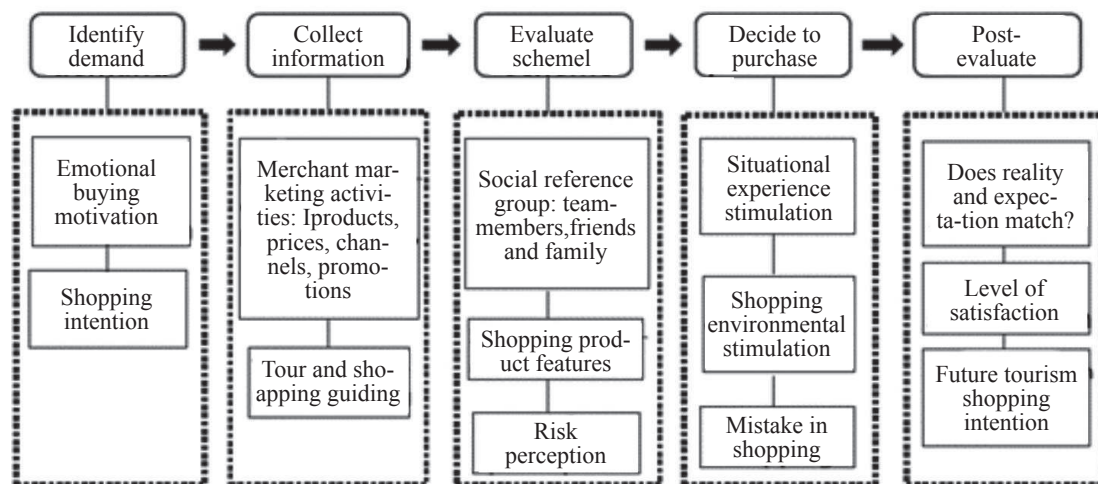 Identify
demand
Collect
information
Evaluate
schemel
Decide to
purchase
Post-
evaluate
Emotional
buying
motivation
Shopping
intention
Merchant mar-
keting activi-
ties: Iproducts,
prices, chan-
nels, promo-
tions
Tour and sho-
apping guiding
Social reference
group: team-
members,friends
and family
Shopping prod-
uct features
Risk
perception
Situational
experience
stimulation
Shopping
environmental
stimulation
Mistake in
shopping
Does reality
and expec-
ta-tion match?
Level of
satisfaction
Future tourism
shopping
intention